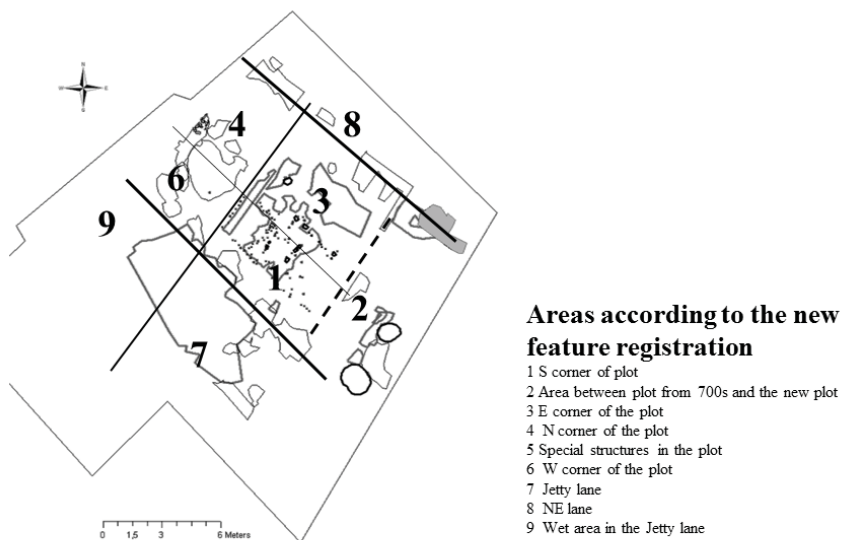 8
4
6
3
9
1
2
7
0 1,5 3 6 Meters
Areas according to the new
feature registration
1 S corner of plot
2 Area between plot from 700s and the new plot
3 E corner of the plot
4 N corner of the plot
5 Special structures in the plot
6 W corner of the plot
7 Jetty lane
8 NE lane
9 Wet area in the Jetty lane